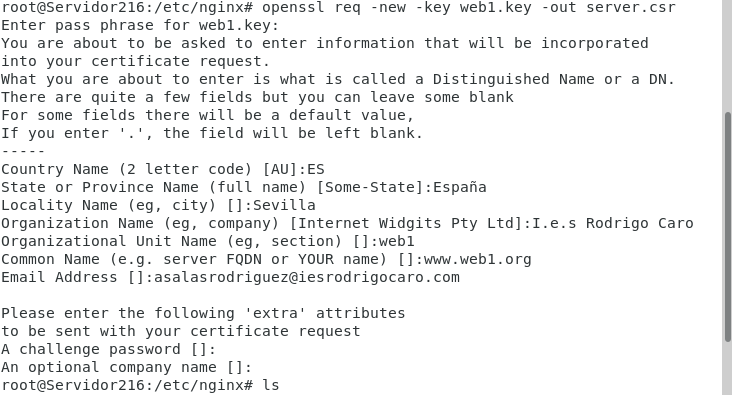 root@Servidor216:/etc/nginx# openssl req -new -key web1.key -out server.csr
Enter pass phrase for web1.key:
You are about to be asked to enter information that will be incorporated
into your certificate request.
What you are about to enter is what is called a Distinguished Name or a DN.
There are quite a few fields but you can leave some blank
For some fields there will be a default value,
If you enter '.', the field will be left blank.
-----
Country Name (2 letter code) [AU]:ES
State or Province Name (full name) [Some-State]:España
Locality Name (eg, city) []:Sevilla
Organization Name (eg, company) [Internet Widgits Pty Ltd]:I.e.s Rodrigo Caro
Organizational Unit Name (eg, section) []:web1
Common Name (e.g. server FQDN or YOUR name) []:www.web1.org
Email Address []:asalasrodriguez@iesrodrigocaro.com

Please enter the following 'extra' attributes
to be sent with your certificate request
A challenge password []:
An optional company name []:
root@Servidor216:/etc/nginx# ls